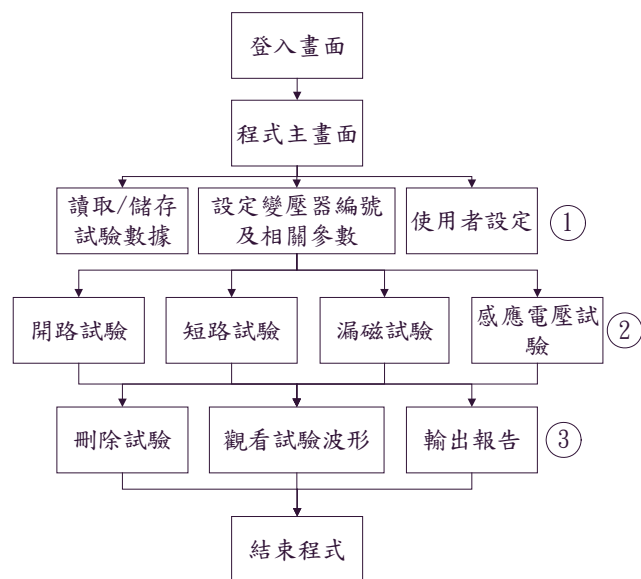 登入畫面
程式主畫面
讀取/儲存
試驗數據
設定變壓器編號
及相關參數
使用者設定
1
開路試驗
短路試驗
漏磁試驗
感應電壓試
驗
2
刪除試驗
觀看試驗波形
輸出報告
3
結束程式